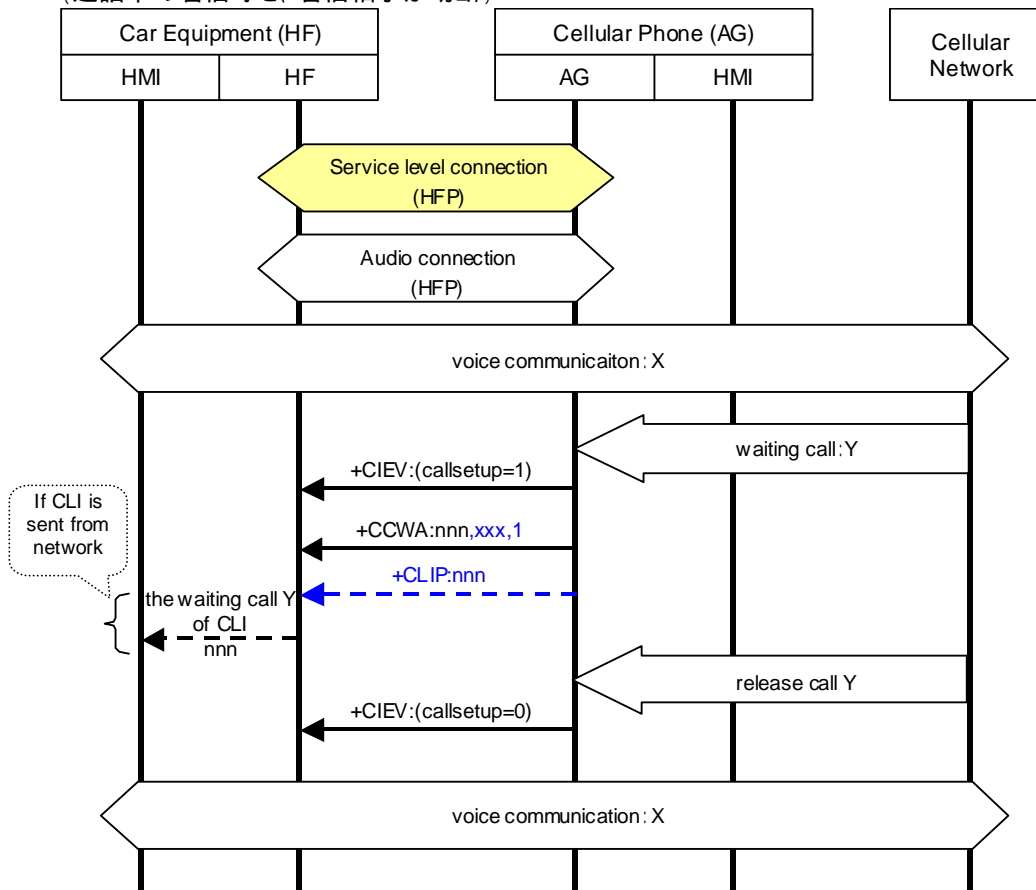 Car Equipment (HF)
HMI
HF
Cellular Phone (AG)
AG
HMI
Cellular
Network
Service level connection
(HFP)
Audio connection
(HFP)
voice communicaiton: X
waiting call: Y
+CIEV:(callsetup=1)
If CLI is
sent from
network
+CCWA:nnn,xxx,1
+CLIP:nnn
the waiting call Y
of CLI
nnn
release call Y
+CIEV:(callsetup=0)
voice communication: X